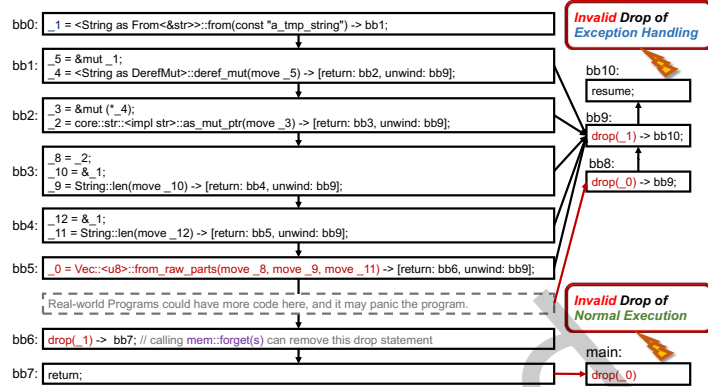 bb0: _1 = <String as From<&str>>::from(const "a_tmp_string") -> bb1;
Invalid Drop of
Exception Handling
bb1: _5 = &mut _1;
_4 = <String as DerefMut>::deref_mut(move _5) -> [return: bb2, unwind: bb9];
bb10:
resume;
bb2: _3 = &mut (*_4);
_2 = core::str::<impl str>::as_mut_ptr(move _3) -> [return: bb3, unwind: bb9];
bb9:
drop(_1) -> bb10;
bb3: _8 = _2;
_10 = &_1;
_9 = String::len(move _10) -> [return: bb4, unwind: bb9];
bb8:
drop(_0) -> bb9;
bb4: _12 = &_1;
_11 = String::len(move _12) -> [return: bb5, unwind: bb9];
bb5: _0 = Vec::<u8>::from_raw_parts(move _8, move _9, move _11) -> [return: bb6, unwind: bb9];
Real-world Programs could have more code here, and it may panic the program.
Invalid Drop of
Normal Execution
bb6: drop(_1) -> bb7; // calling mem::forget(s) can remove this drop statement
main:
bb7: return;
drop(_0)